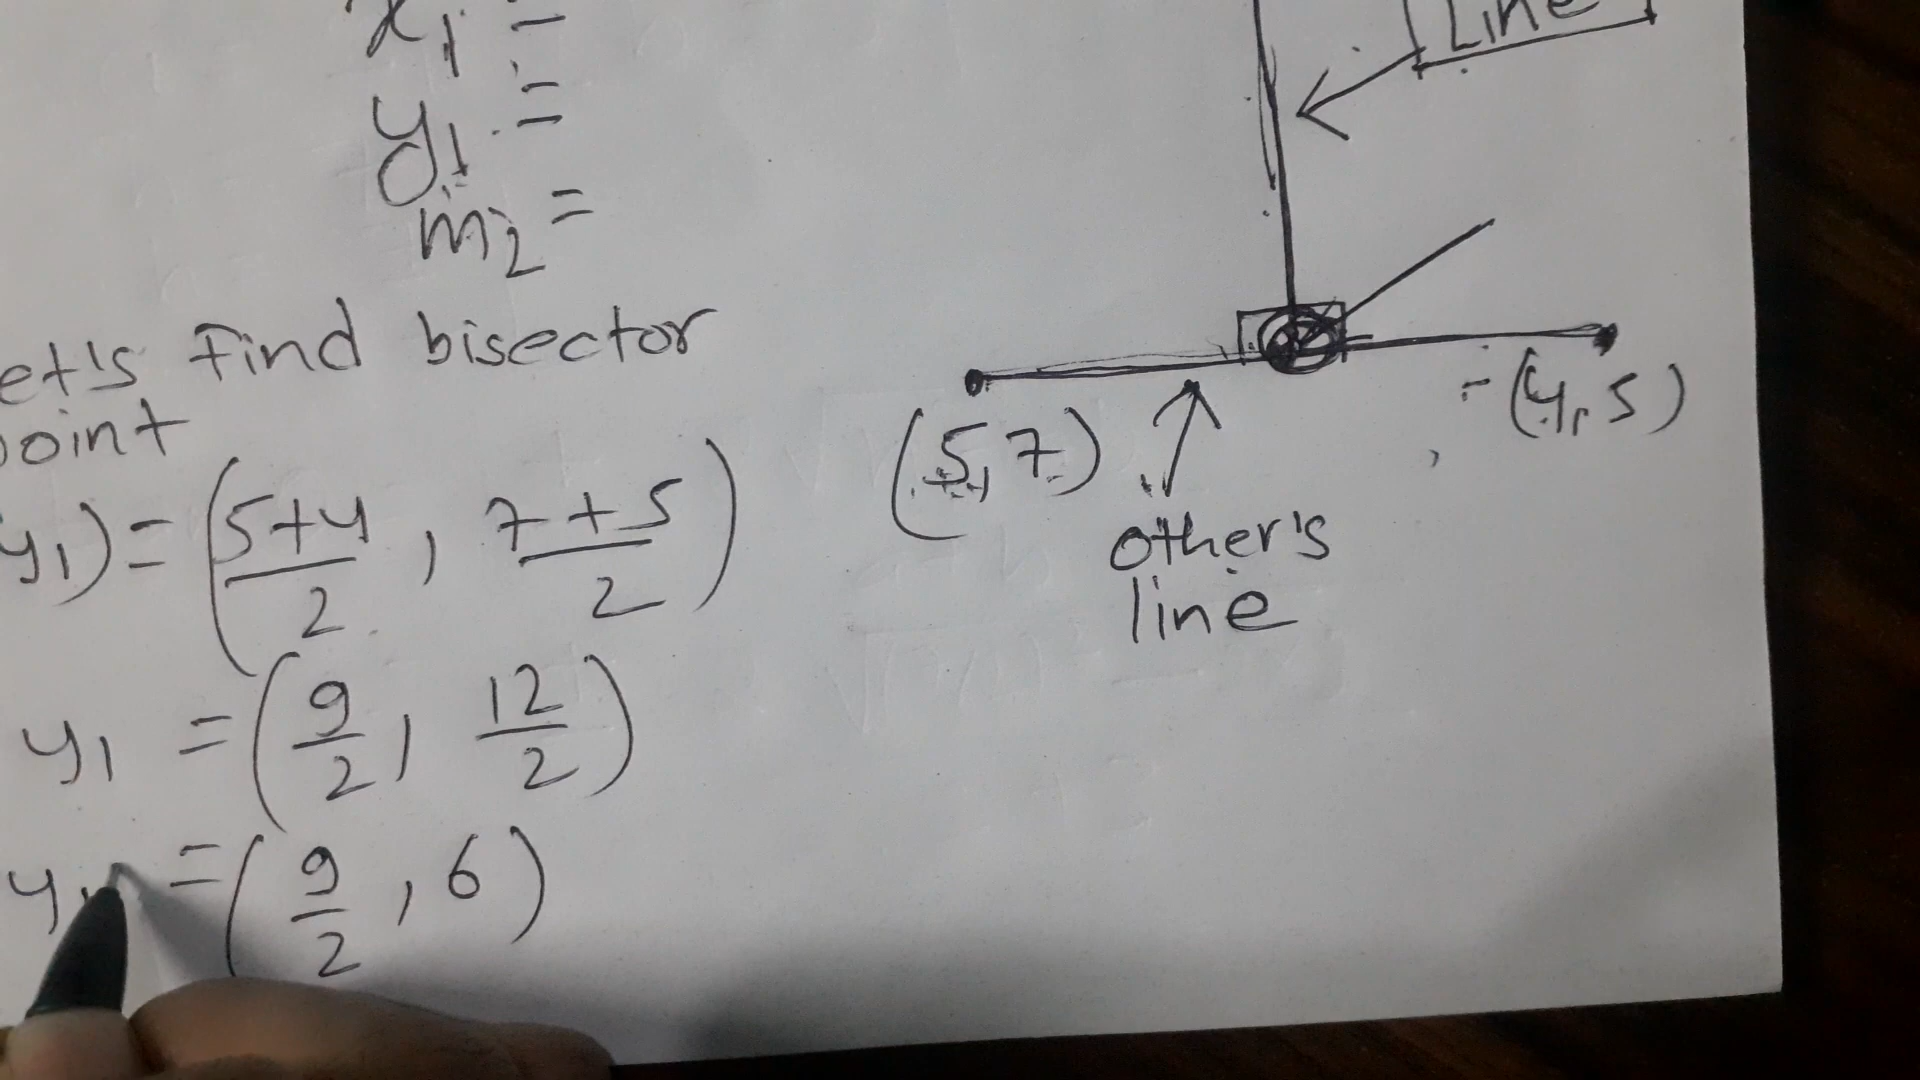 x₁ =
y₁ =
m₂ =
et's find bisector
point
y₁) = (5+4/2 , 7+5/2)
y₁ = (9/2 , 12/2)
y₁ = (9/2 , 6)
Line
(5,7)
-(4,5)
other's
line